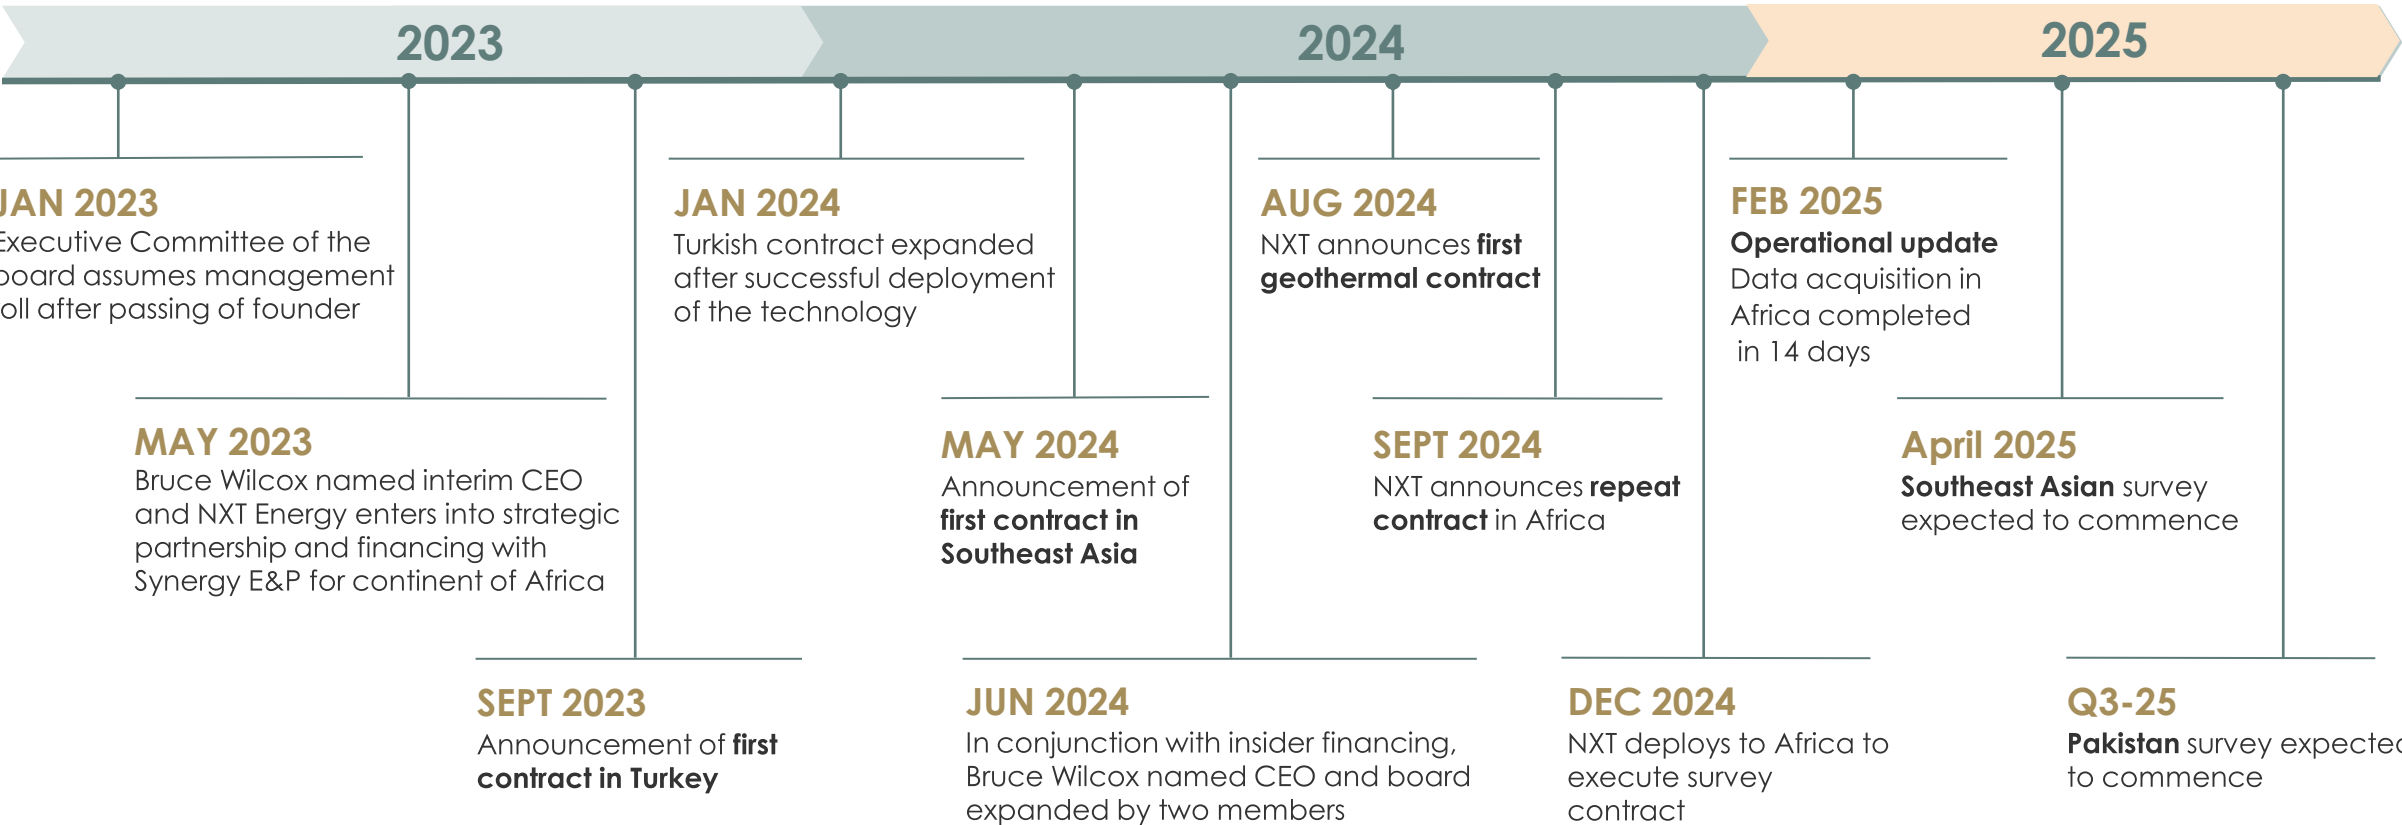 2023
2024
2025
JAN 2023
Executive Committee of the
board assumes management
oll after passing of founder
MAY 2023
Bruce Wilcox named interim CEO
and NXT Energy enters into strategic
partnership and financing with
Synergy E&P for continent of Africa
SEPT 2023
Announcement of first
contract in Turkey
JAN 2024
Turkish contract expanded
after successful deployment
of the technology
MAY 2024
Announcement of
first contract in
Southeast Asia
JUN 2024
In conjunction with insider financing,
Bruce Wilcox named CEO and board
expanded by two members
AUG 2024
NXT announces first
geothermal contract
SEPT 2024
NXT announces repeat
contract in Africa
DEC 2024
NXT deploys to Africa to
execute survey
contract
FEB 2025
Operational update
Data acquisition in
Africa completed
in 14 days
April 2025
Southeast Asian survey
expected to commence
Q3-25
Pakistan survey expected
to commence